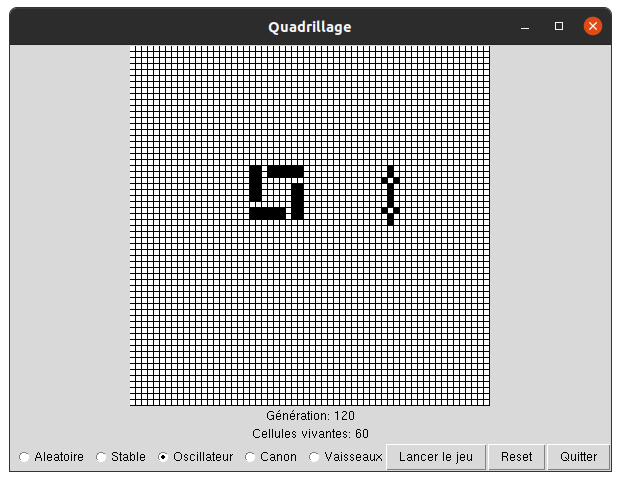 Quadrillage
Génération: 120
Cellules vivantes: 60
Aleatoire Stable Oscillateur Canon Vaisseaux Lancer le jeu Reset Quitter